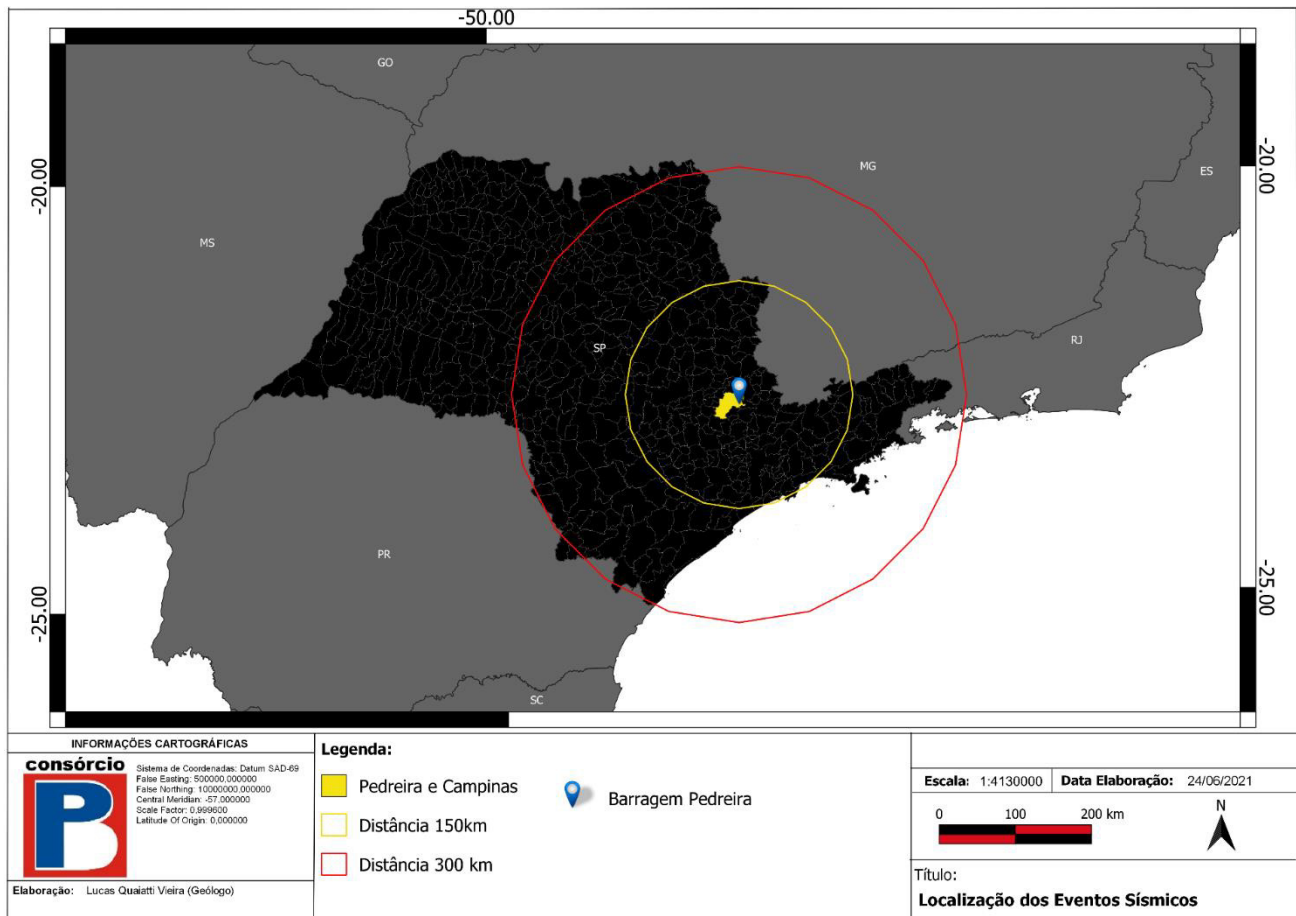 -50.00
GO
-20.00
-20.00
MG
ES
MS
SP
RJ
PR
-25.00
-25.00
SC
INFORMAÇÕES CARTOGRÁFICAS
consórcio
PB
Sistema de Coordenadas: Datum SAD-69
False Easting: 500000,000000
False Northing: 10000000,000000
Central Meridian: -57,000000
Scale Factor: 0,999600
Latitude Of Origin: 0,000000
Elaboração: Lucas Quaiatti Vieira (Geólogo)
Legenda:
Pedreira e Campinas
Distância 150km
Distância 300 km
Barragem Pedreira
Escala: 1:4130000 Data Elaboração: 24/06/2021
0 100 200 km
N
Título:
Localização dos Eventos Sísmicos